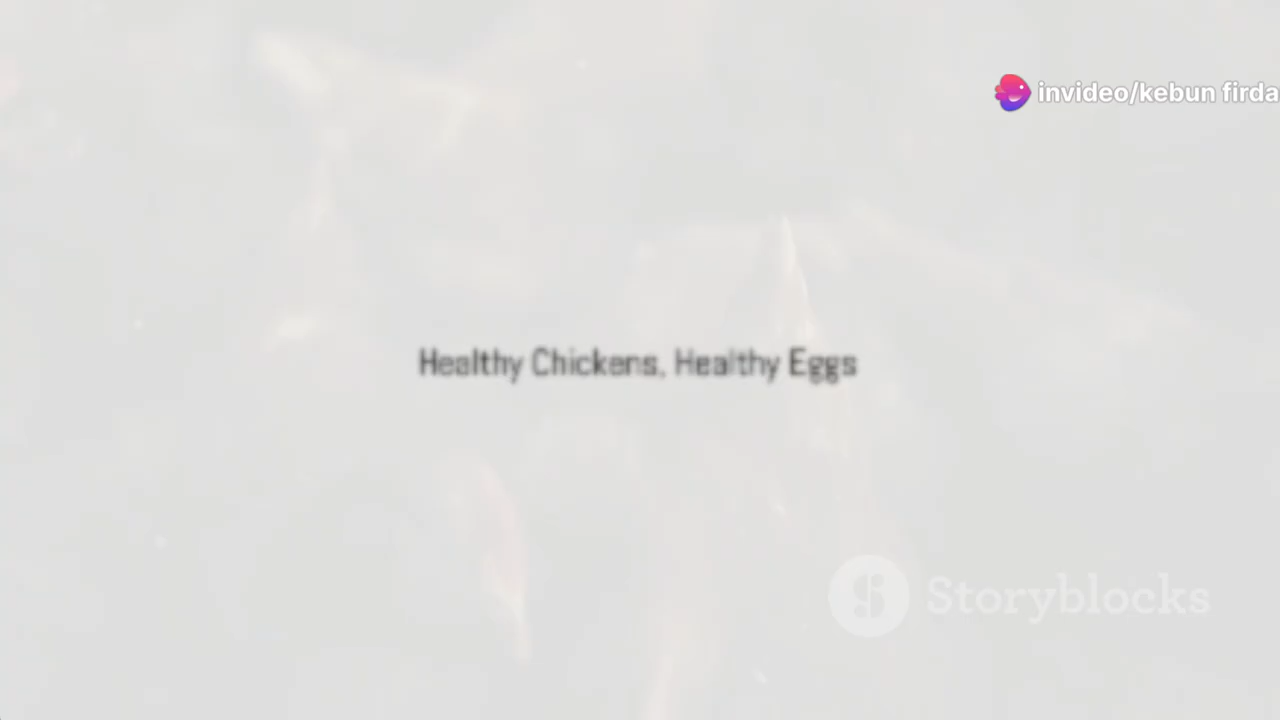 invideo/kebun firda
Healthy Chickens, Healthy Eggs
Storyblocks